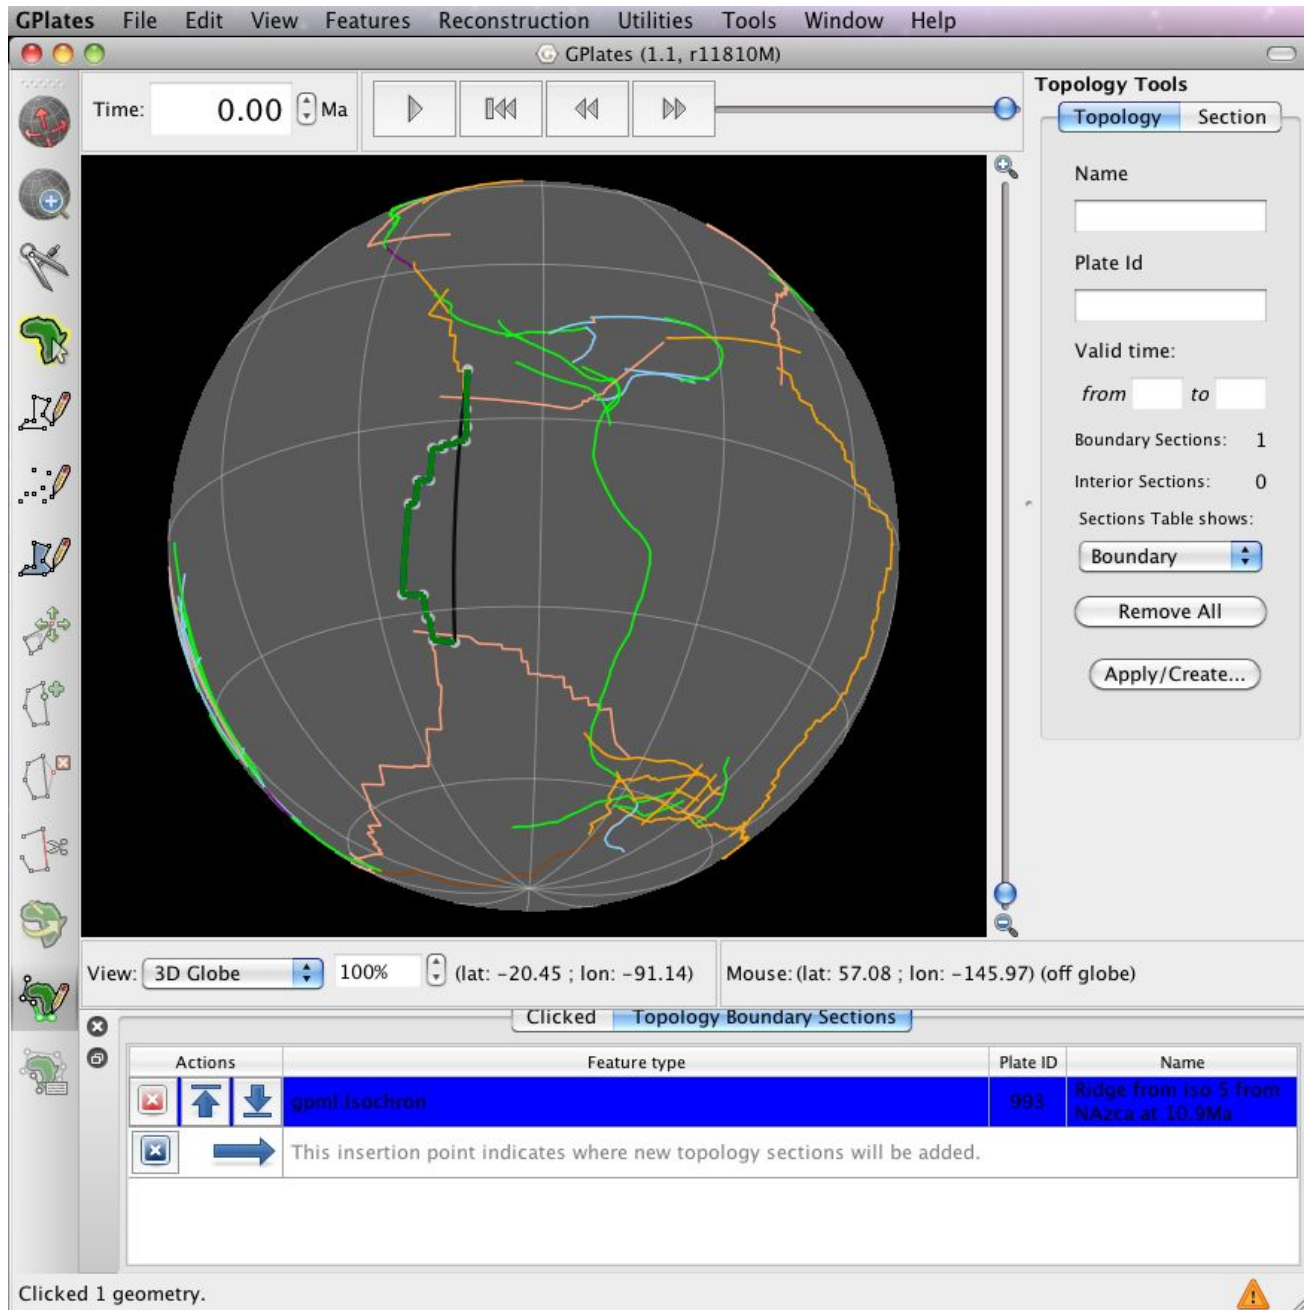 GPlates File Edit View Features Reconstruction Utilities Tools Window Help
GPlates (1.1, r11810M)
Time: 0.00 Ma
Topology Tools
Topology Section
Name
Plate Id
Valid time:
from to
Boundary Sections: 1
Interior Sections: 0
Sections Table shows:
Boundary
Remove All
Apply/Create...
View: 3D Globe 100% (lat: -20.45 ; lon: -91.14) Mouse: (lat: 57.08 ; lon: -145.97) (off globe)
Clicked Topology Boundary Sections
Actions Feature type Plate ID Name
gpml:Isochron 993 Ridge from iso 5 from
NAzca at 10.9Ma
This insertion point indicates where new topology sections will be added.
Clicked 1 geometry.